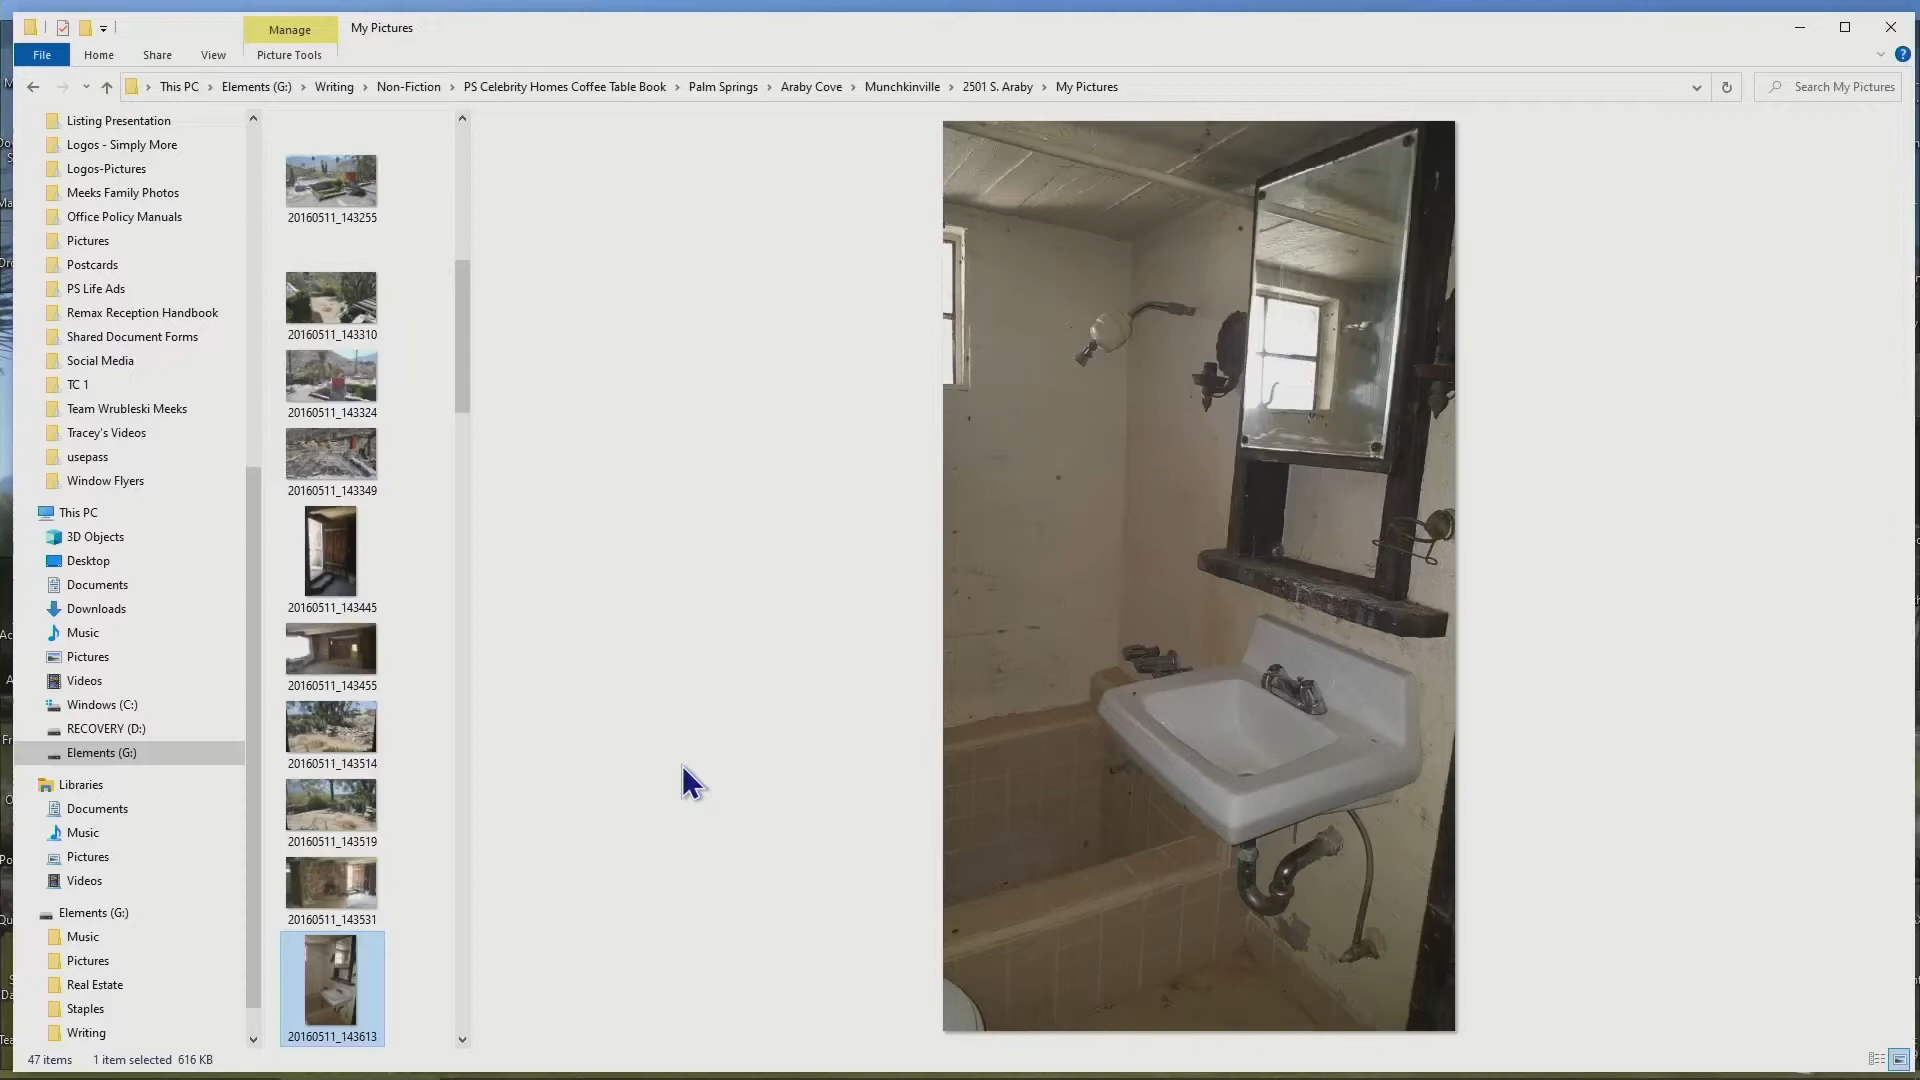 Manage
My Pictures
File
Home
Share
View
Picture Tools
This PC
Elements (G:)
Writing
Non-Fiction
PS Celebrity Homes Coffee Table Book
Palm Springs
Araby Cove
Munchkinville
2501 S. Araby
My Pictures
Search My Pictures
Listing Presentation
Logos - Simply More
Logos-Pictures
Meeks Family Photos
Office Policy Manuals
Pictures
Postcards
PS Life Ads
Remax Reception Handbook
Shared Document Forms
Social Media
TC 1
Team Wrubleski Meeks
Tracey's Videos
usepass
Window Flyers
This PC
3D Objects
Desktop
Documents
Downloads
Music
Pictures
Videos
Windows (C:)
RECOVERY (D:)
Elements (G:)
Libraries
Documents
Music
Pictures
Videos
Elements (G:)
Music
Pictures
Real Estate
Staples
Writing
20160511_143255
20160511_143310
20160511_143324
20160511_143349
20160511_143445
20160511_143455
20160511_143514
20160511_143519
20160511_143531
20160511_143613
47 items
1 item selected 616 KB